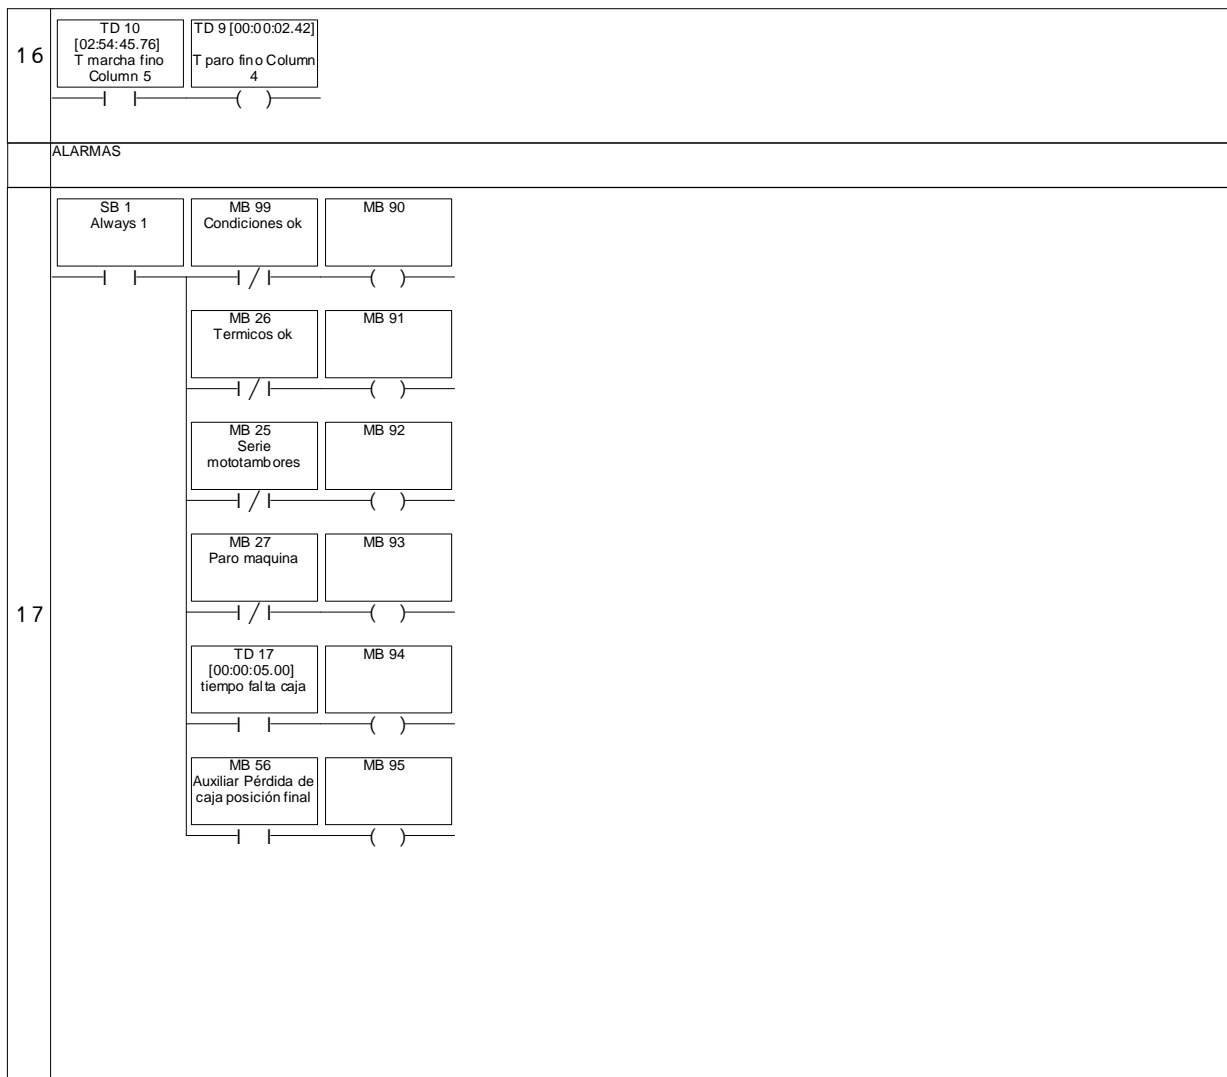 16
TD 10
[02:54:45.76]
T marcha fino
Column 5
TD 9 [00:00:02.42]
T paro fino Column
4
ALARMAS
17
SB 1
Always 1
MB 99
Condiciones ok
MB 90
MB 26
Termicos ok
MB 91
MB 25
Serie
mototambores
MB 92
MB 27
Paro maquina
MB 93
TD 17
[00:00:05.00]
tiempo falta caja
MB 94
MB 56
Auxiliar Pérdida de
caja posición final
MB 95